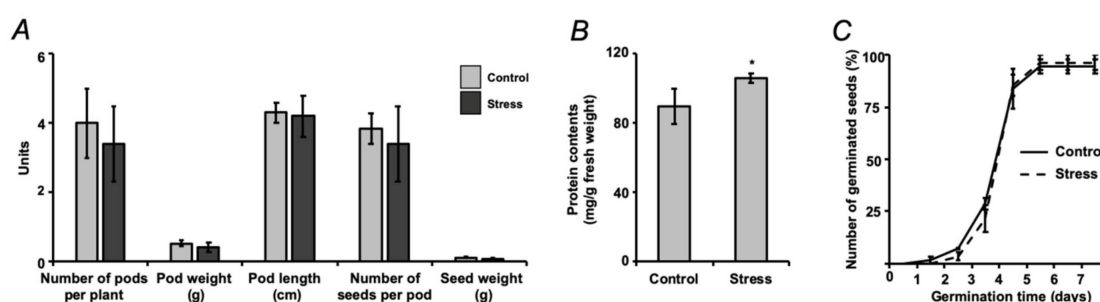 A
Units
6
4
2
0
Control
Stress
Number of pods
per plant
Pod weight
(g)
Pod length
(cm)
Number of
seeds per pod
Seed weight
(g)
B
Protein contents
(mg/g fresh weight)
120
80
40
0
*
Control
Stress
C
Number of germinated seeds (%)
100
75
50
25
Control
Stress
0
1
2
3
4
5
6
7
Germination time (days)